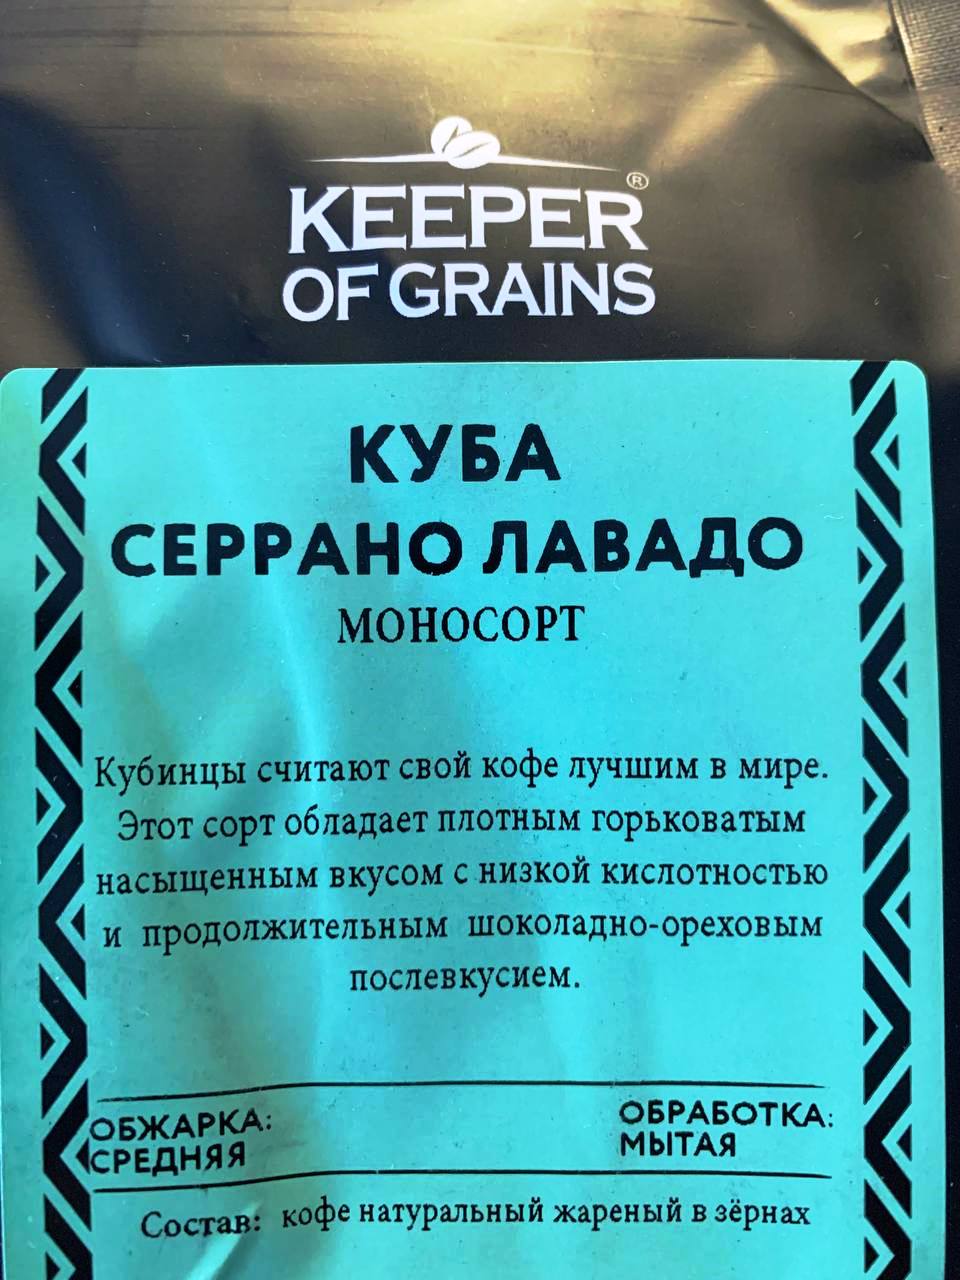 KEEPER®
OF GRAINS
КУБА
СЕРРАНО ЛАВАДО
МОНОСОРТ
Кубинцы считают свой кофе лучшим в мире.
Этот сорт обладает плотным горьковатым
насыщенным вкусом с низкой кислотностью
и продолжительным шоколадно-ореховым
послевкусием.
ОБЖАРКА:
СРЕДНЯЯ
ОБРАБОТКА:
МЫТАЯ
Состав: кофе натуральный жареный в зёрнах